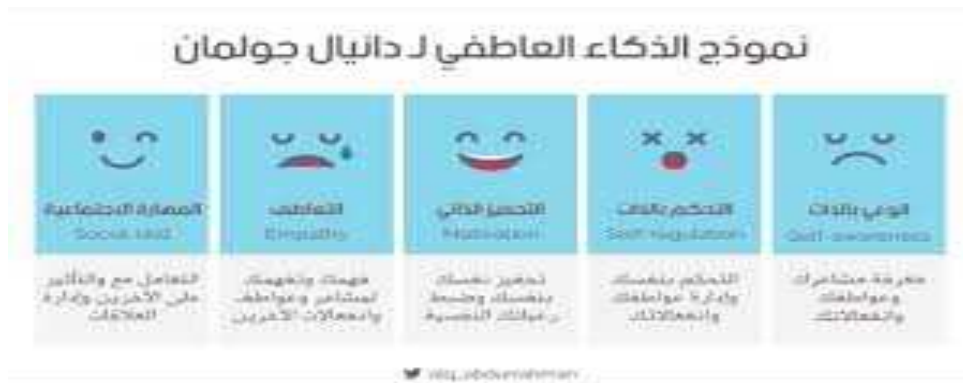 نموذج الذكاء العاطفي لـ دانيال جولمان
الوعي بالذات
Self-awareness
معرفة مشاعرك
وعواطفك
وانفعالاتك
التحكم بالذات
Self-regulation
التحكم بنفسك
وإدارة عواطفك
وانفعالاتك
التحفيز الذاتي
Motivation
تحفيز نفسك
بنفسك وضبط
رغباتك النفسية
التعاطف
Empathy
فهمك وتفهمك
لمشاعر وعواطف
وانفعالات الآخرين
المهارة الاجتماعية
Social skill
التعامل مع والتأثير
على الآخرين وإدارة
العلاقات